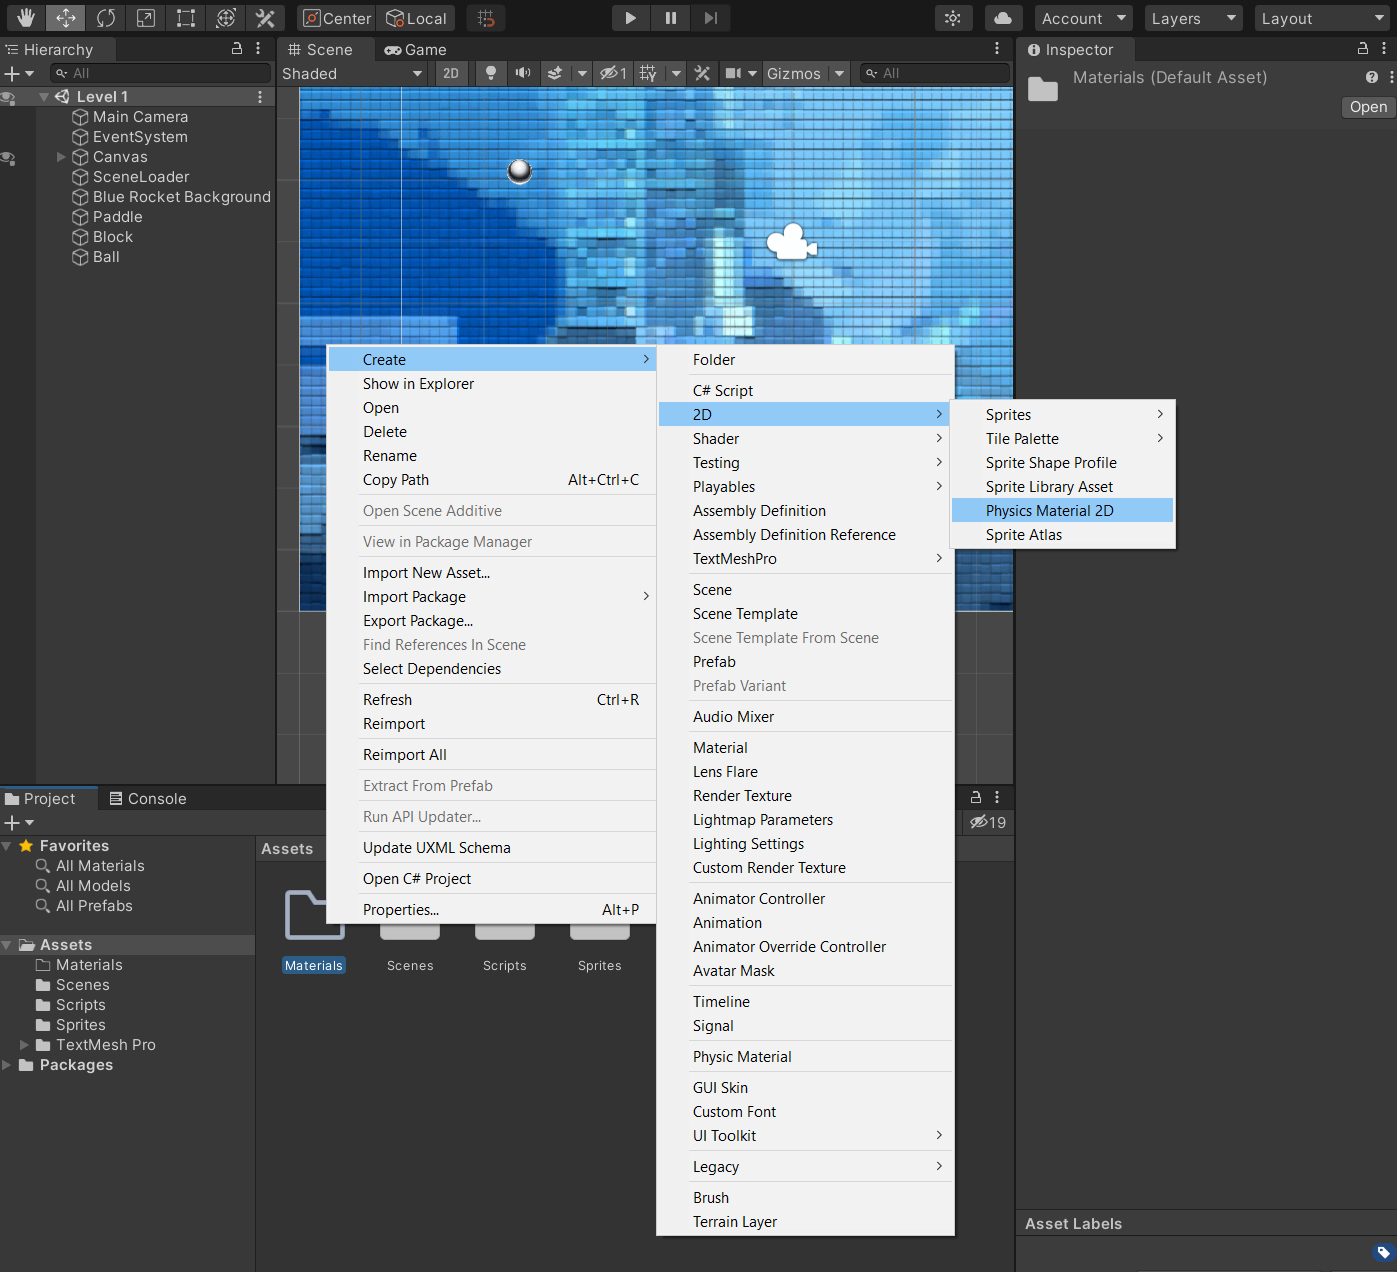 Center
Local
Account
Layers
Layout
Hierarchy
All
Level 1
Main Camera
EventSystem
Canvas
SceneLoader
Blue Rocket Background
Paddle
Block
Ball
Scene
Game
Shaded
2D
1
Gizmos
All
Inspector
Materials (Default Asset)
Open
Create
Show in Explorer
Open
Delete
Rename
Copy Path Alt+Ctrl+C
Open Scene Additive
View in Package Manager
Import New Asset...
Import Package
Export Package...
Find References In Scene
Select Dependencies
Refresh Ctrl+R
Reimport
Reimport All
Extract From Prefab
Run API Updater...
Update UXML Schema
Open C# Project
Properties... Alt+P
Folder
C# Script
2D
Shader
Testing
Playables
Assembly Definition
Assembly Definition Reference
TextMeshPro
Scene
Scene Template
Scene Template From Scene
Prefab
Prefab Variant
Audio Mixer
Material
Lens Flare
Render Texture
Lightmap Parameters
Lighting Settings
Custom Render Texture
Animator Controller
Animation
Animator Override Controller
Avatar Mask
Timeline
Signal
Physic Material
GUI Skin
Custom Font
UI Toolkit
Legacy
Brush
Terrain Layer
Sprites
Tile Palette
Sprite Shape Profile
Sprite Library Asset
Physics Material 2D
Sprite Atlas
Project
Console
19
Favorites
All Materials
All Models
All Prefabs
Assets
Materials
Scenes
Scripts
Sprites
TextMesh Pro
Packages
Assets
Materials
Scenes
Scripts
Sprites
Asset Labels